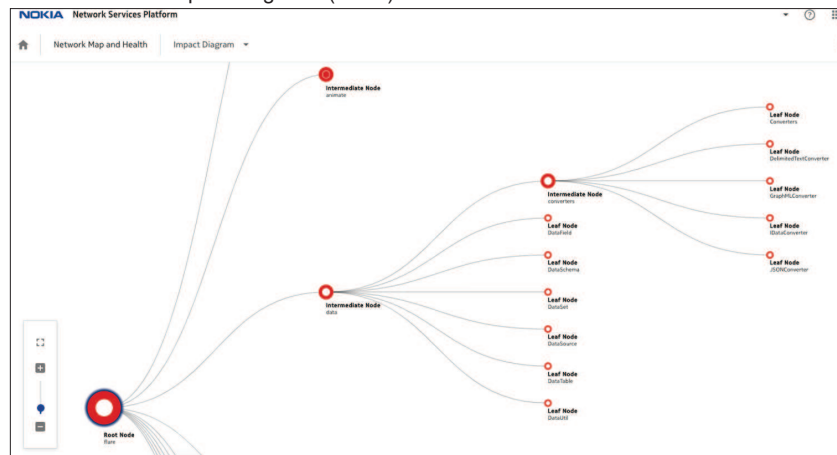 NOKIA Network Services Platform
Network Map and Health
Impact Diagram
Intermediate Node
animate
Leaf Node
Converters
Leaf Node
DelimitedTextConverter
Intermediate Node
converters
Leaf Node
GraphMLConverter
Leaf Node
DataField
Leaf Node
IDataConverter
Leaf Node
DataSchema
Leaf Node
JSONConverter
Intermediate Node
data
Leaf Node
DataSet
Leaf Node
DataSource
Leaf Node
DataTable
Leaf Node
DataUtil
Root Node
flare